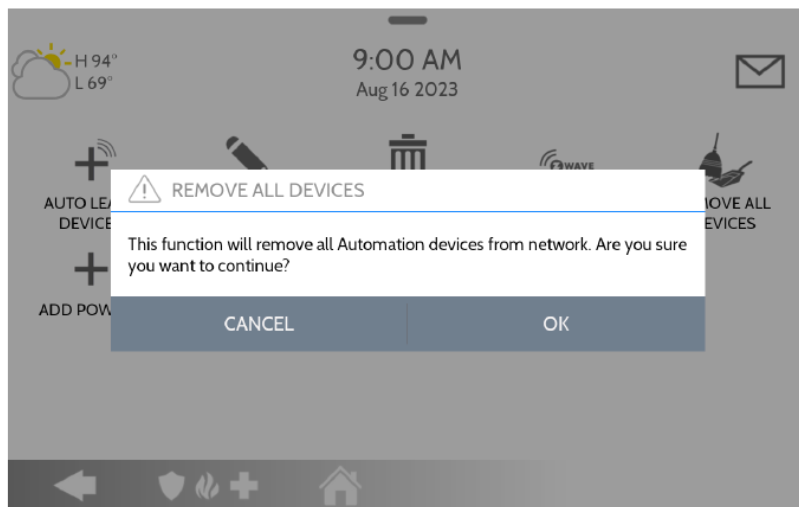 H 94°
L 69°
9:00 AM
Aug 16 2023
WAVE
AUTO LEA
DEVICE
REMOVE ALL DEVICES
OVE ALL
EVICES
This function will remove all Automation devices from network. Are you sure
you want to continue?
ADD POW
CANCEL
OK